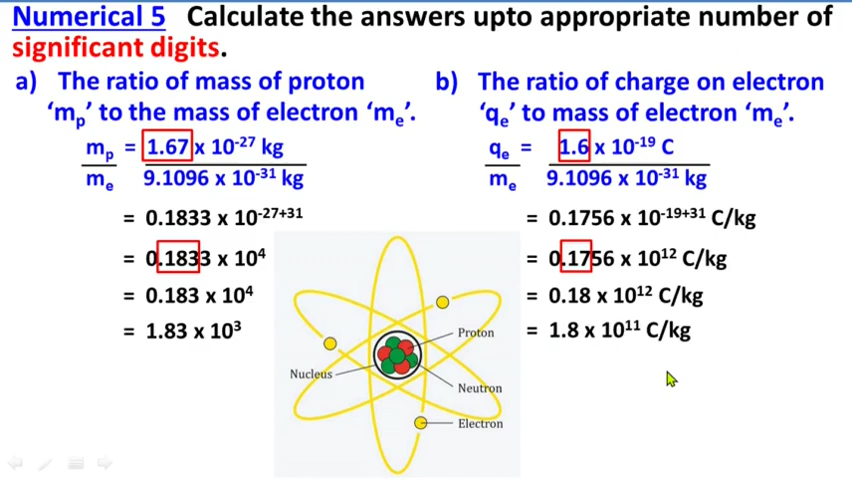 Numerical 5 Calculate the answers upto appropriate number of
significant digits.
a) The ratio of mass of proton
‘mₚ’ to the mass of electron ‘mₑ’.
mₚ = 1.67 x 10⁻²⁷ kg
mₑ 9.1096 x 10⁻³¹ kg
= 0.1833 x 10⁻²⁷⁺³¹
= 0.1833 x 10⁴
= 0.183 x 10⁴
= 1.83 x 10³
b) The ratio of charge on electron
‘qₑ’ to mass of electron ‘mₑ’.
qₑ = 1.6 x 10⁻¹⁹ C
mₑ 9.1096 x 10⁻³¹ kg
= 0.1756 x 10⁻¹⁹⁺³¹ C/kg
= 0.1756 x 10¹² C/kg
= 0.18 x 10¹² C/kg
= 1.8 x 10¹¹ C/kg
Proton
Nucleus
Neutron
Electron